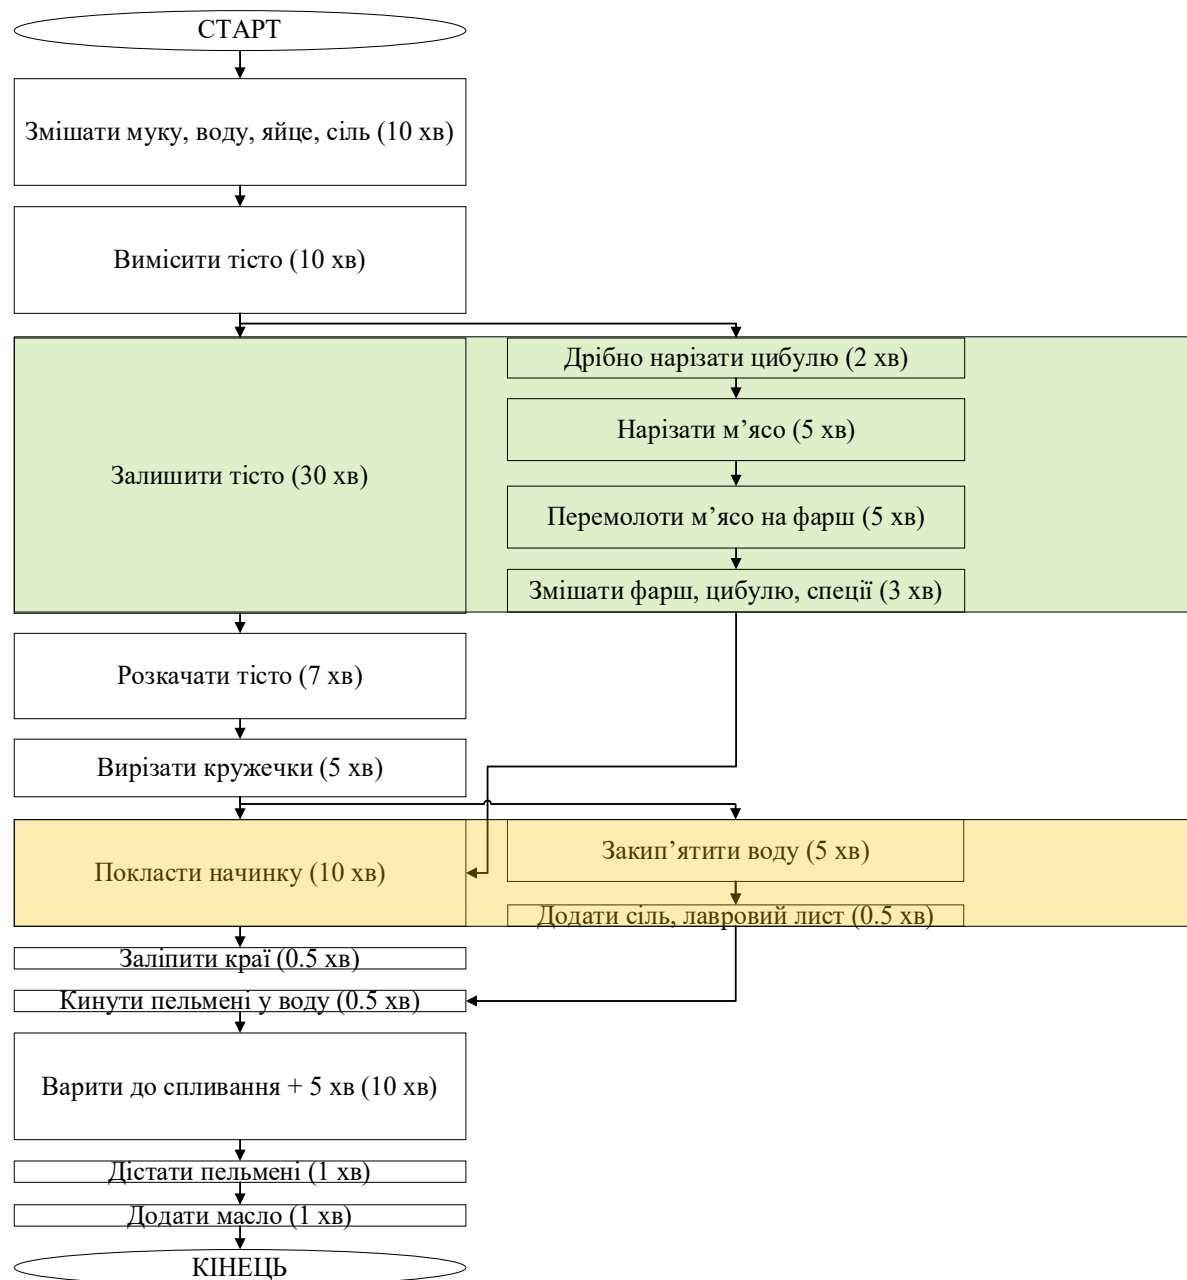 СТАРТ
Змішати муку, воду, яйце, сіль (10 хв)
Вимісити тісто (10 хв)
Залишити тісто (30 хв)
Дрібно нарізати цибулю (2 хв)
Нарізати м’ясо (5 хв)
Перемолоти м’ясо на фарш (5 хв)
Змішати фарш, цибулю, спеції (3 хв)
Розкачати тісто (7 хв)
Вирізати кружечки (5 хв)
Покласти начинку (10 хв)
Закип’ятити воду (5 хв)
Додати сіль, лавровий лист (0.5 хв)
Заліпити краї (0.5 хв)
Кинути пельмені у воду (0.5 хв)
Варити до спливання + 5 хв (10 хв)
Дістати пельмені (1 хв)
Додати масло (1 хв)
КІНЕЦЬ